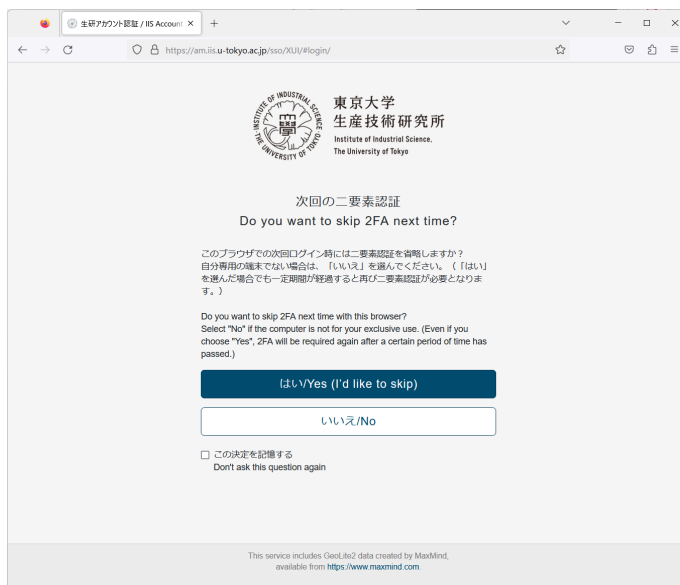 生研アカウント認証 / IIS Account
https://am.iis.u-tokyo.ac.jp/sso/XUI/#login/
INSTITUTE OF INDUSTRIAL SCIENCE
·THE UNIVERSITY OF TOKYO·
東京大学
生産技術研究所
Institute of Industrial Science,
The University of Tokyo
次回の二要素認証
Do you want to skip 2FA next time?
このブラウザでの次回ログイン時には二要素認証を省略しますか？
自分専用の端末でない場合は、「いいえ」を選んでください。（「はい」
を選んだ場合でも一定期間が経過すると再び二要素認証が必要となりま
す。）
Do you want to skip 2FA next time with this browser?
Select "No" if the computer is not for your exclusive use. (Even if you
choose "Yes", 2FA will be required again after a certain period of time has
passed.)
はい/Yes (I'd like to skip)
いいえ/No
この決定を記憶する
Don't ask this question again
This service includes GeoLite2 data created by MaxMind,
available from https://www.maxmind.com.